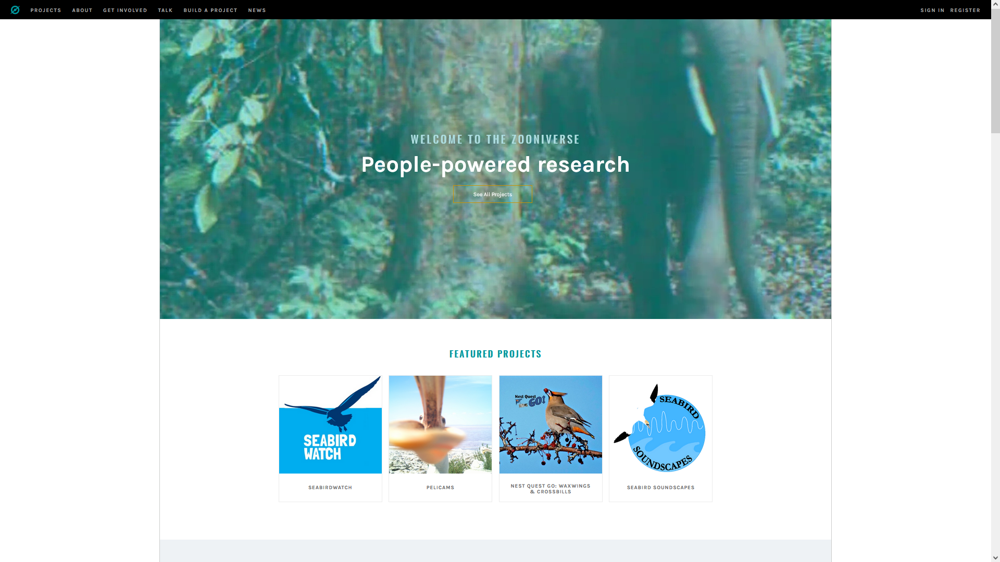 PROJECTS ABOUT GET INVOLVED TALK BUILD A PROJECT NEWS SIGN IN REGISTER
WELCOME TO THE ZOONIVERSE
People-powered research
See All Projects
FEATURED PROJECTS
SEABIRD
WATCH
Nest Quest
GO!
SEABIRD
SOUNDSCAPES
SEABIRDWATCH
PELICAMS
NEST QUEST GO: WAXWINGS
& CROSSBILLS
SEABIRD SOUNDSCAPES